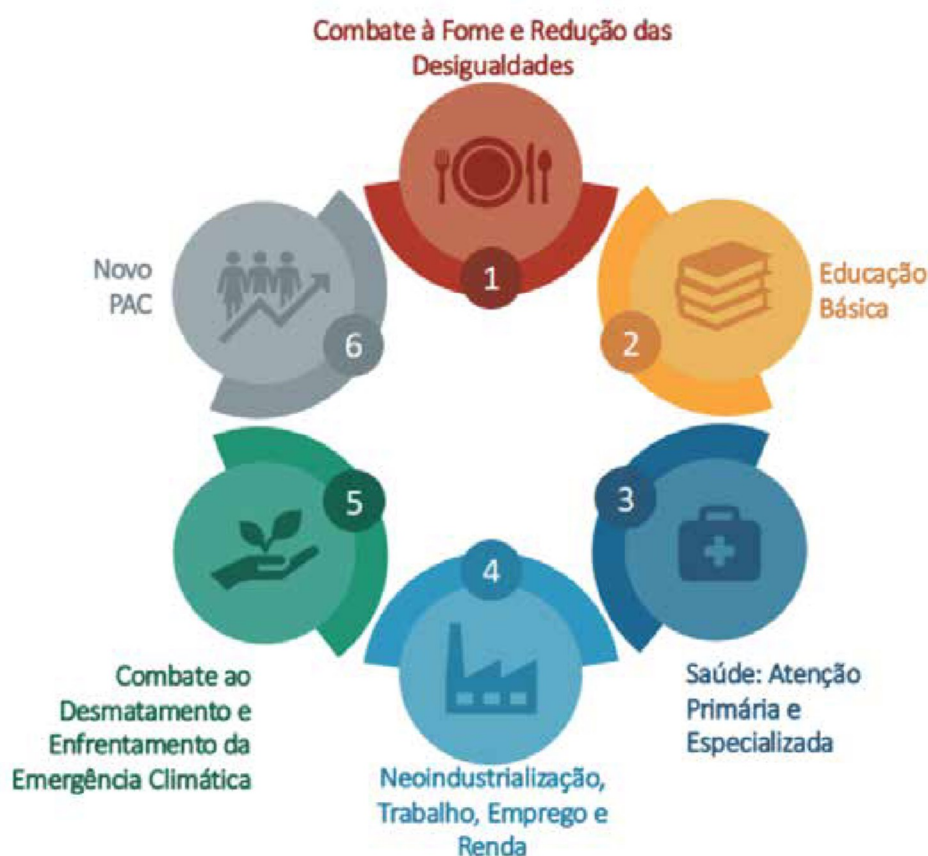 Combate à Fome e Redução das
Desigualdades
1
Educação
Básica
2
3
Saúde: Atenção
Primária e
Especializada
4
Neoindustrialização,
Trabalho, Emprego e
Renda
5
Combate ao
Desmatamento e
Enfrentamento da
Emergência Climática
6
Novo
PAC